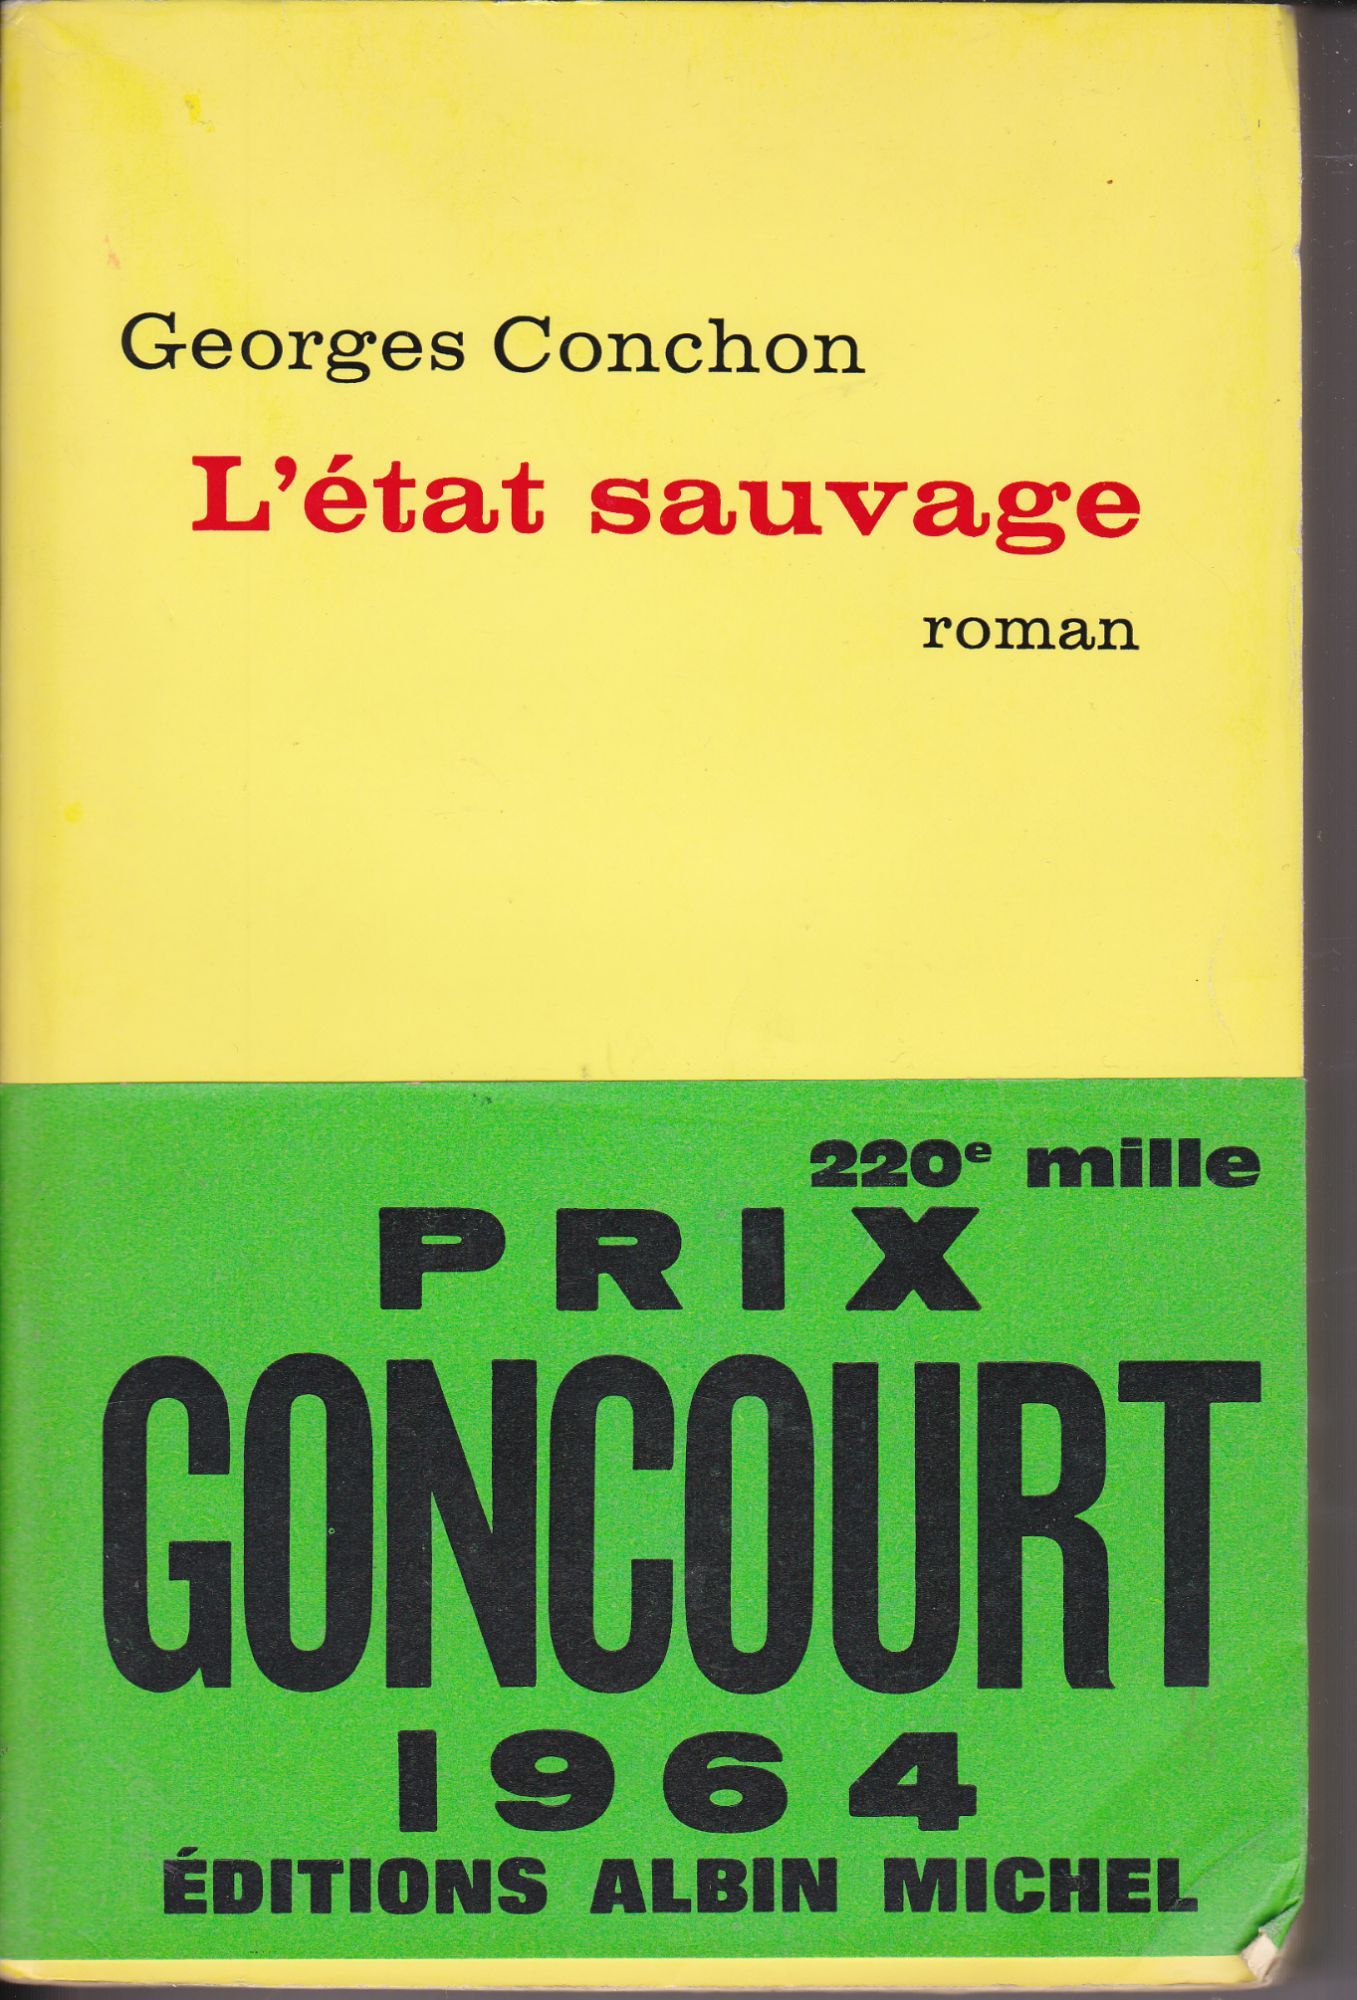 Georges Conchon
L'état sauvage
roman
220e mille
PRIX
GONCOURT
1964
ÉDITIONS ALBIN MICHEL